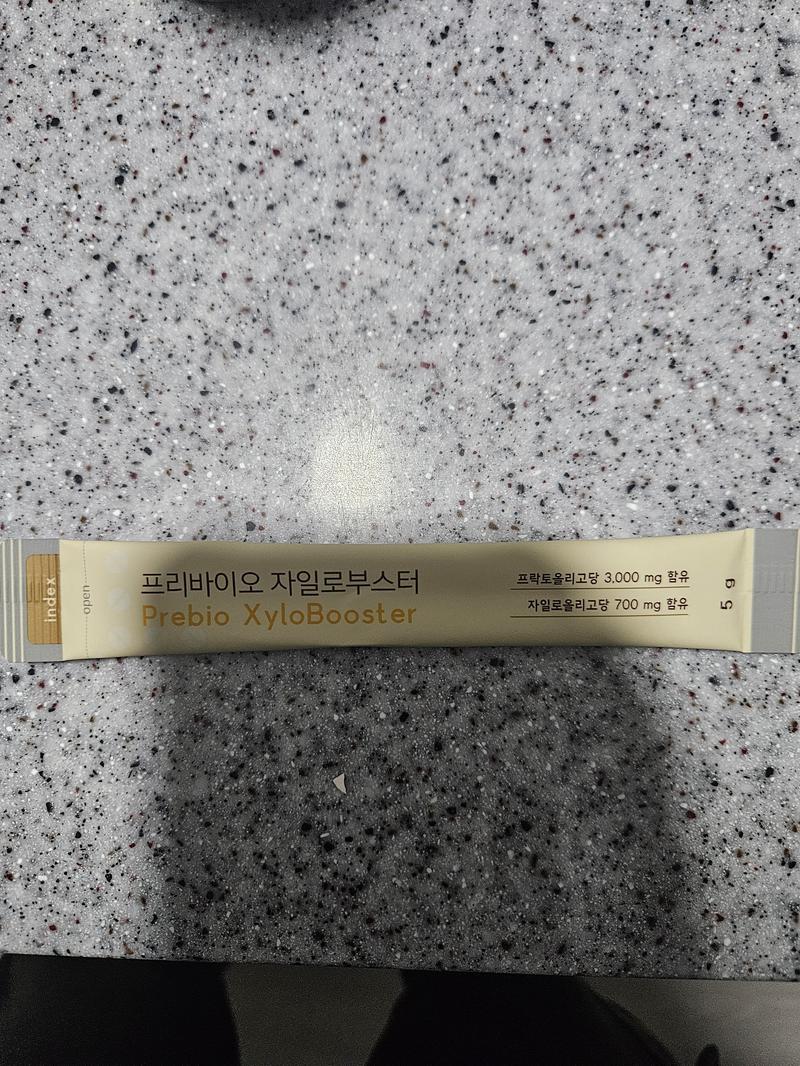 Index
open
프리바이오 자일로부스터
Prebio XyloBooster
프락토올리고당 3,000 mg 함유
자일로올리고당 700 mg 함유
5 g